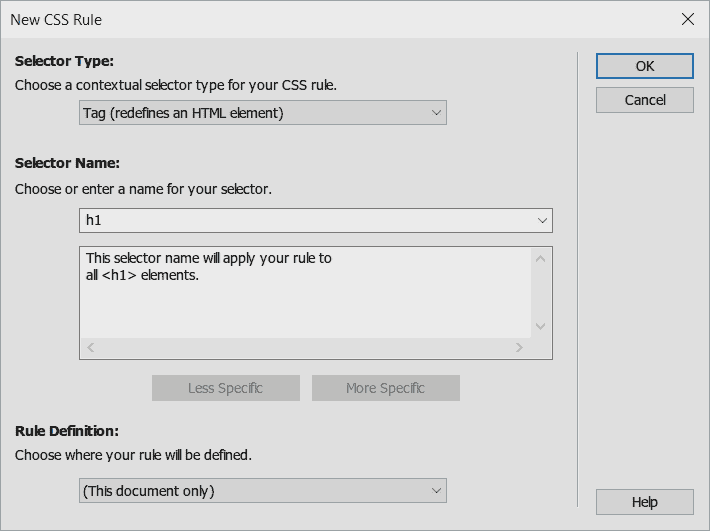 New CSS Rule
Selector Type:
Choose a contextual selector type for your CSS rule.
Tag (redefines an HTML element)
OK
Cancel
Selector Name:
Choose or enter a name for your selector.
h1
This selector name will apply your rule to
all <h1> elements.
Less Specific
More Specific
Rule Definition:
Choose where your rule will be defined.
(This document only)
Help